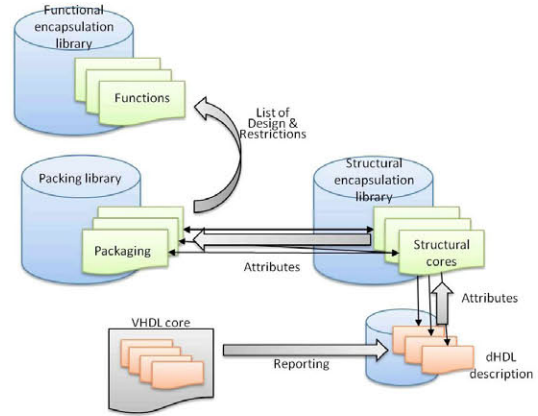 Functional
encapsulation
library
Functions
List of
Design &
Restrictions
Packing library
Packaging
Structural
encapsulation
library
Structural
cores
Attributes
Attributes
VHDL core
Reporting
dHDL
description